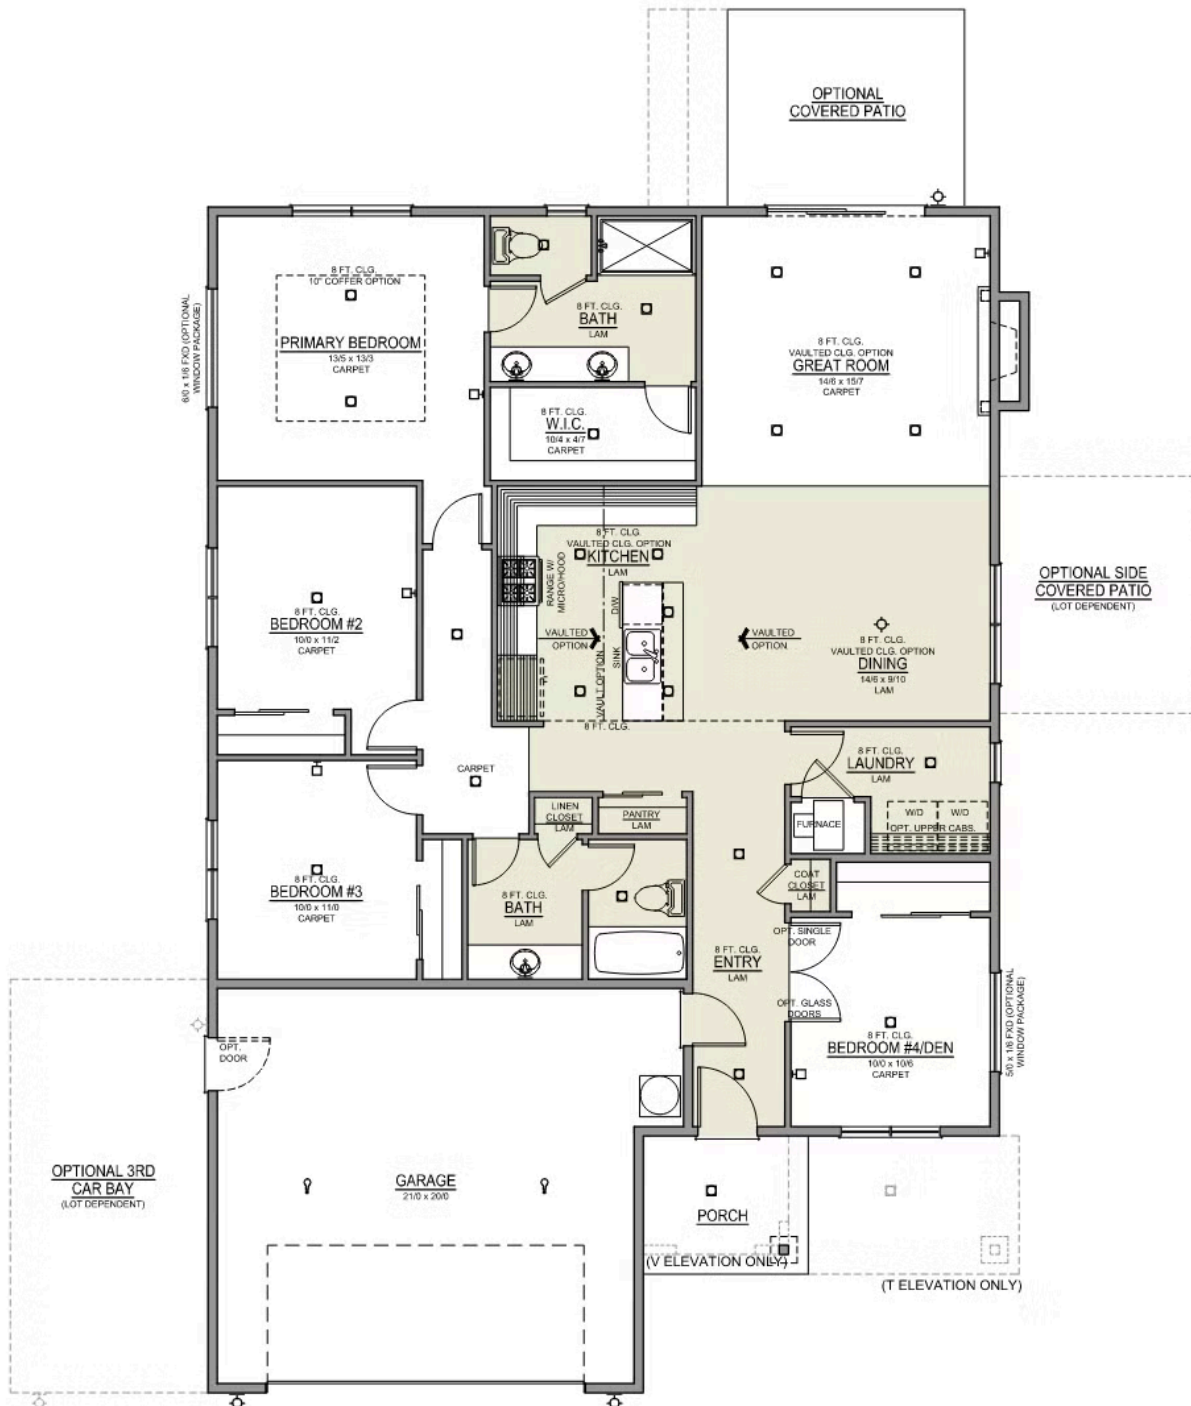 OPTIONAL
COVERED PATIO
8 FT. CLG.
10" COFFER OPTION
PRIMARY BEDROOM
13/5 x 13/3
CARPET
6/0 x 1/6 FXD (OPTIONAL
WINDOW PACKAGE)
8 FT. CLG.
BATH
LAM
8 FT. CLG.
W.I.C.
10/4 x 4/7
CARPET
8 FT. CLG.
VAULTED CLG. OPTION
GREAT ROOM
14/6 x 15/7
CARPET
8 FT. CLG.
VAULTED CLG. OPTION
KITCHEN
LAM
RANGE W/
MICRO/HOOD
D/W
SINK
VAULTED
OPTION
VAULT OPTION
VAULTED
OPTION
8 FT. CLG.
VAULTED CLG. OPTION
DINING
14/6 x 9/10
LAM
OPTIONAL SIDE
COVERED PATIO
(LOT DEPENDENT)
8 FT. CLG.
BEDROOM #2
10/0 x 11/2
CARPET
8 FT. CLG.
CARPET
8 FT. CLG.
LAUNDRY
LAM
W/D
W/D
OPT. UPPER CABS.
FURNACE
LINEN
CLOSET
LAM
PANTRY
LAM
8 FT. CLG.
BEDROOM #3
10/0 x 11/0
CARPET
8 FT. CLG.
BATH
LAM
COAT
CLOSET
LAM
8 FT. CLG.
ENTRY
LAM
OPT. SINGLE
DOOR
OPT. GLASS
DOORS
8 FT. CLG.
BEDROOM #4/DEN
10/0 x 10/6
CARPET
5/0 x 1/6 FXD (OPTIONAL
WINDOW PACKAGE)
OPT.
DOOR
OPTIONAL 3RD
CAR BAY
(LOT DEPENDENT)
GARAGE
21/0 x 20/0
PORCH
(V ELEVATION ONLY)
(T ELEVATION ONLY)